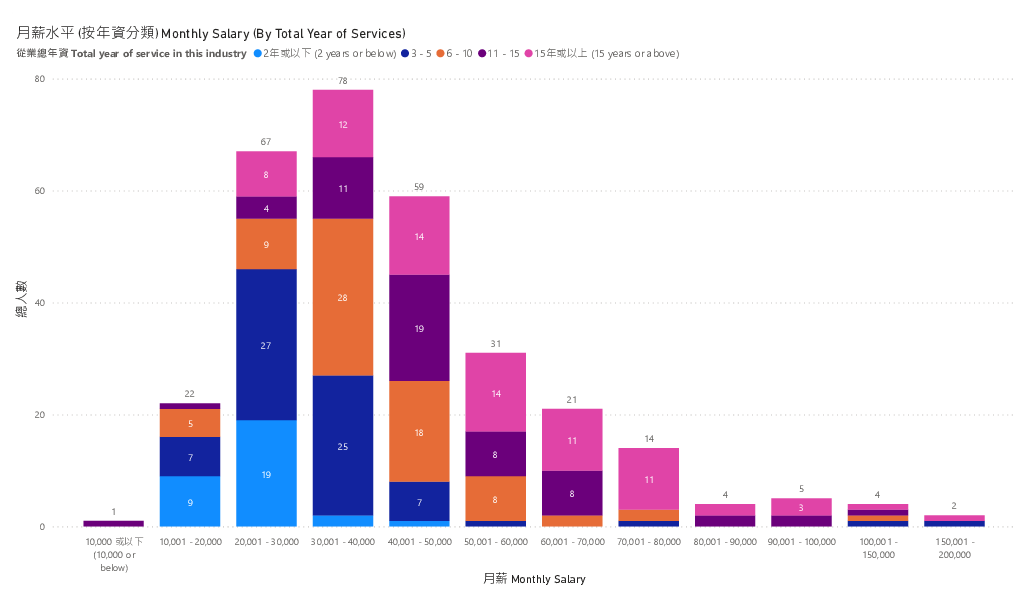 月薪水平 (按年資分類) Monthly Salary (By Total Year of Services)
從業總年資 Total year of service in this industry 2年或以下 (2 years or below) 3 - 5 6 - 10 11 - 15 15年或以上 (15 years or above)
80
60
40
20
0
總人數
1
22
5
7
9
67
8
4
9
27
19
78
12
11
28
25
59
14
19
18
7
31
14
8
8
21
11
8
14
11
4
5
3
4
2
10,000 或以下
(10,000 or
below)
10,001 - 20,000
20,001 - 30,000
30,001 - 40,000
40,001 - 50,000
50,001 - 60,000
60,001 - 70,000
70,001 - 80,000
80,001 - 90,000
90,001 - 100,000
100,001 -
150,000
150,001 -
200,000
月薪 Monthly Salary